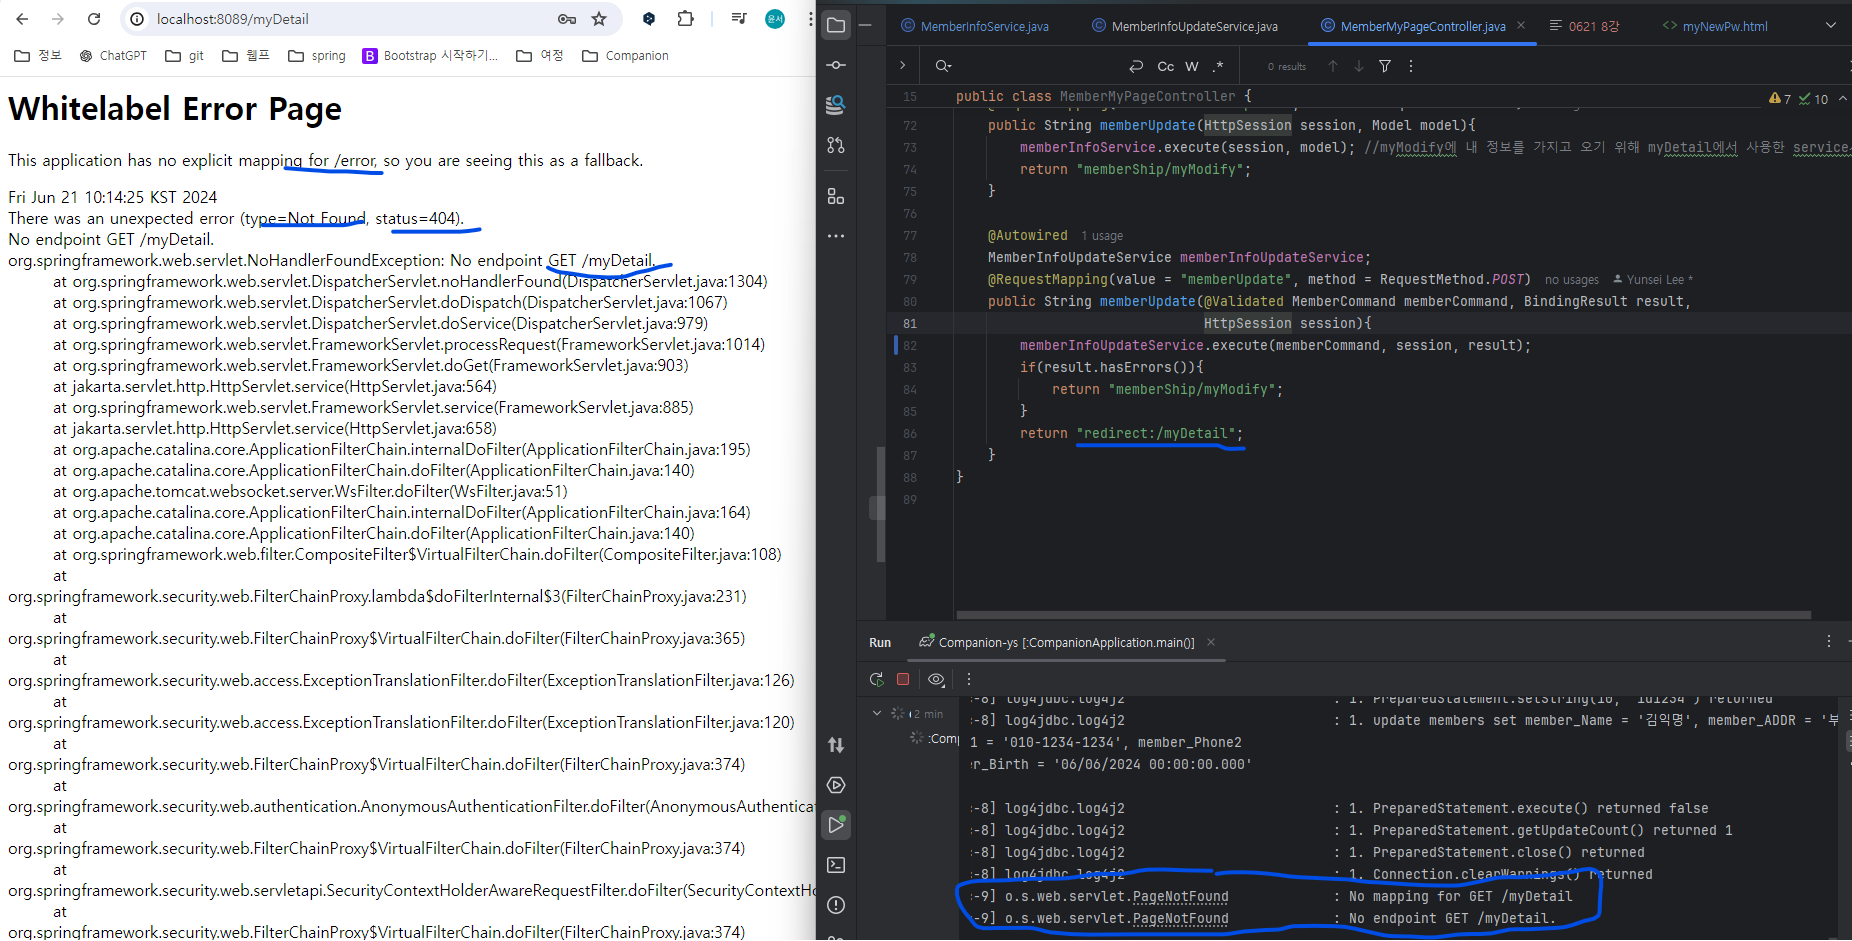 localhost:8089/myDetail
윤서
정보
ChatGPT
git
웹프
spring
B Bootstrap 시작하기...
여정
Companion
Whitelabel Error Page
This application has no explicit mapping for /error, so you are seeing this as a fallback.
Fri Jun 21 10:14:25 KST 2024
There was an unexpected error (type=Not Found, status=404).
No endpoint GET /myDetail.
org.springframework.web.servlet.NoHandlerFoundException: No endpoint GET /myDetail.
at org.springframework.web.servlet.DispatcherServlet.noHandlerFound(DispatcherServlet.java:1304)
at org.springframework.web.servlet.DispatcherServlet.doDispatch(DispatcherServlet.java:1067)
at org.springframework.web.servlet.DispatcherServlet.doService(DispatcherServlet.java:979)
at org.springframework.web.servlet.FrameworkServlet.processRequest(FrameworkServlet.java:1014)
at org.springframework.web.servlet.FrameworkServlet.doGet(FrameworkServlet.java:903)
at jakarta.servlet.http.HttpServlet.service(HttpServlet.java:564)
at org.springframework.web.servlet.FrameworkServlet.service(FrameworkServlet.java:885)
at jakarta.servlet.http.HttpServlet.service(HttpServlet.java:658)
at org.apache.catalina.core.ApplicationFilterChain.internalDoFilter(ApplicationFilterChain.java:195)
at org.apache.catalina.core.ApplicationFilterChain.doFilter(ApplicationFilterChain.java:140)
at org.apache.tomcat.websocket.server.WsFilter.doFilter(WsFilter.java:51)
at org.apache.catalina.core.ApplicationFilterChain.internalDoFilter(ApplicationFilterChain.java:164)
at org.apache.catalina.core.ApplicationFilterChain.doFilter(ApplicationFilterChain.java:140)
at org.springframework.web.filter.CompositeFilter$VirtualFilterChain.doFilter(CompositeFilter.java:108)
at
org.springframework.security.web.FilterChainProxy.lambda$doFilterInternal$3(FilterChainProxy.java:231)
at
org.springframework.security.web.FilterChainProxy$VirtualFilterChain.doFilter(FilterChainProxy.java:365)
at
org.springframework.security.web.access.ExceptionTranslationFilter.doFilter(ExceptionTranslationFilter.java:126)
at
org.springframework.security.web.access.ExceptionTranslationFilter.doFilter(ExceptionTranslationFilter.java:120)
at
org.springframework.security.web.FilterChainProxy$VirtualFilterChain.doFilter(FilterChainProxy.java:374)
at
org.springframework.security.web.authentication.AnonymousAuthenticationFilter.doFilter(AnonymousAuthentica
at
org.springframework.security.web.FilterChainProxy$VirtualFilterChain.doFilter(FilterChainProxy.java:374)
at
org.springframework.security.web.servletapi.SecurityContextHolderAwareRequestFilter.doFilter(SecurityContextHo
at
org.springframework.security.web.FilterChainProxy$VirtualFilterChain.doFilter(FilterChainProxy.java:374)
MemberInfoService.java
MemberInfoUpdateService.java
MemberMyPageController.java
0621 8강
myNewPw.html
Cc W .*
0 results
15 public class MemberMyPageController {
7 10
72 public String memberUpdate(HttpSession session, Model model){
73 memberInfoService.execute(session, model); //myModify에 내 정보를 가지고 오기 위해 myDetail에서 사용한 service
74 return "memberShip/myModify";
75 }
76
77 @Autowired 1 usage
78 MemberInfoUpdateService memberInfoUpdateService;
79 @RequestMapping(value = "memberUpdate", method = RequestMethod.POST) no usages Yunsei Lee *
80 public String memberUpdate(@Validated MemberCommand memberCommand, BindingResult result,
81 HttpSession session){
82 memberInfoUpdateService.execute(memberCommand, session, result);
83 if(result.hasErrors()){
84 return "memberShip/myModify";
85 }
86 return "redirect:/myDetail";
87 }
88 }
89
Run
Companion-ys [:CompanionApplication.main()]
2 min
:Com
-8] log4jdbc.log4j2 : 1. PreparedStatement.setString(10, "id1234") returned
-8] log4jdbc.log4j2 : 1. update members set member_Name = '김익명', member_ADDR = '부
1 = '010-1234-1234', member_Phone2
er_Birth = '06/06/2024 00:00:00.000'
-8] log4jdbc.log4j2 : 1. PreparedStatement.execute() returned false
-8] log4jdbc.log4j2 : 1. PreparedStatement.getUpdateCount() returned 1
-8] log4jdbc.log4j2 : 1. PreparedStatement.close() returned
-8] log4jdbc.log4j2 : 1. Connection.clearWarnings() returned
-9] o.s.web.servlet.PageNotFound : No mapping for GET /myDetail
-9] o.s.web.servlet.PageNotFound : No endpoint GET /myDetail.